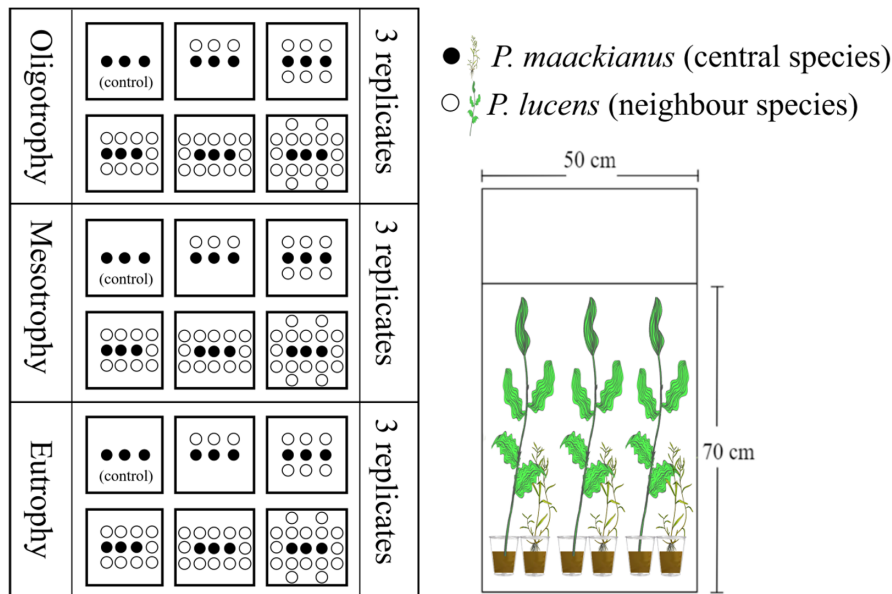 Oligotrophy
(control)
3 replicates
Mesotrophy
(control)
3 replicates
Eutrophy
(control)
3 replicates
P. maackianus (central species)
P. lucens (neighbour species)
50 cm
70 cm